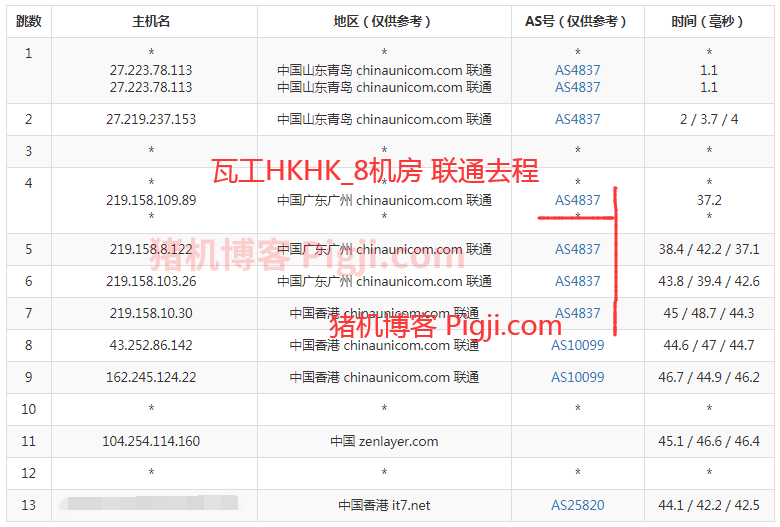 跳数 主机名 地区（仅供参考） AS号（仅供参考） 时间（毫秒）
1 * * * *
27.223.78.113 中国山东青岛 chinaunicom.com 联通 AS4837 1.1
27.223.78.113 中国山东青岛 chinaunicom.com 联通 AS4837 1.1
2 27.219.237.153 中国山东青岛 chinaunicom.com 联通 AS4837 2 / 3.7 / 4
3 * * * *
瓦工HKHK_8机房 联通去程
4 * * * *
219.158.109.89 中国广东广州 chinaunicom.com 联通 AS4837 37.2
* * * *
5 219.158.8.122 中国广东广州 chinaunicom.com 联通 AS4837 38.4 / 42.2 / 37.1
猪机博客 Pigji.com
6 219.158.103.26 中国广东广州 chinaunicom.com 联通 AS4837 43.8 / 39.4 / 42.6
7 219.158.10.30 中国香港 chinaunicom.com 联通 AS4837 45 / 48.7 / 44.3
猪机博客 Pigji.com
8 43.252.86.142 中国香港 chinaunicom.com 联通 AS10099 44.6 / 47 / 44.7
9 162.245.124.22 中国香港 chinaunicom.com 联通 AS10099 46.7 / 44.9 / 46.2
10 * * * *
11 104.254.114.160 中国 zenlayer.com 45.1 / 46.6 / 46.4
12 * * * *
13 中国香港 it7.net AS25820 44.1 / 42.2 / 42.5